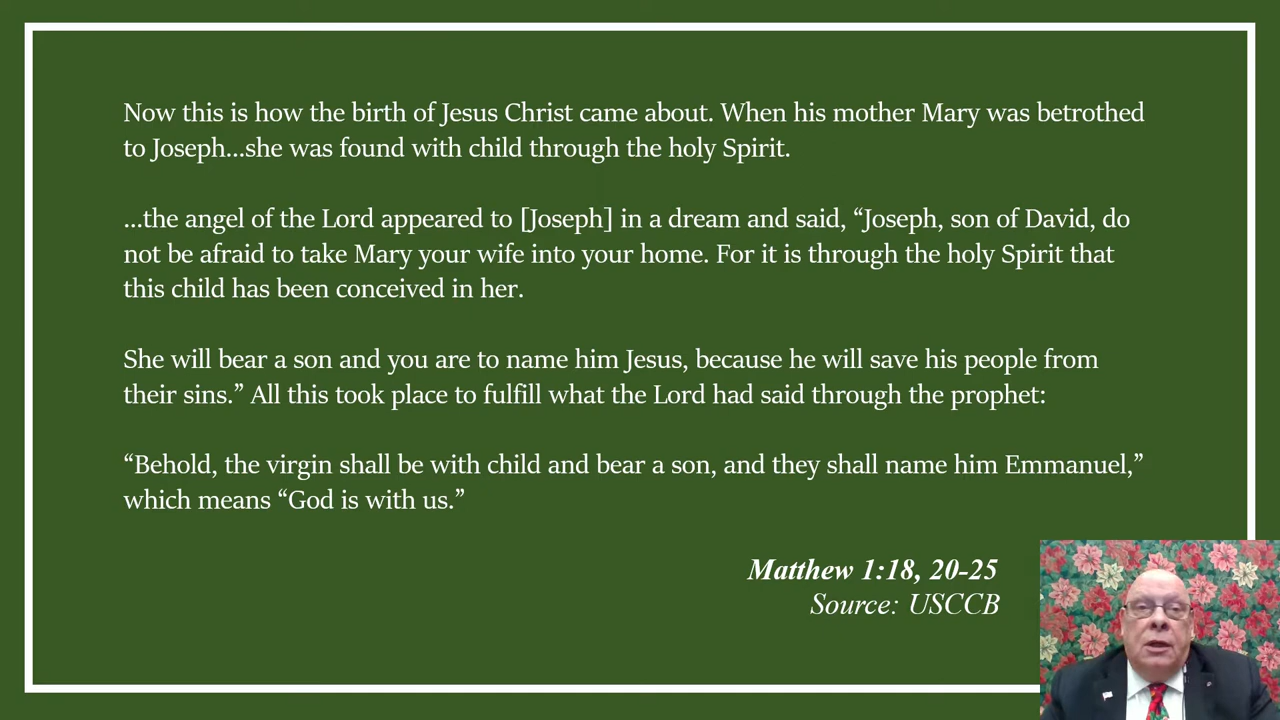 Now this is how the birth of Jesus Christ came about. When his mother Mary was betrothed
to Joseph...she was found with child through the holy Spirit.
...the angel of the Lord appeared to [Joseph] in a dream and said, “Joseph, son of David, do
not be afraid to take Mary your wife into your home. For it is through the holy Spirit that
this child has been conceived in her.
She will bear a son and you are to name him Jesus, because he will save his people from
their sins.” All this took place to fulfill what the Lord had said through the prophet:
“Behold, the virgin shall be with child and bear a son, and they shall name him Emmanuel,”
which means “God is with us.”
Matthew 1:18, 20-25
Source: USCCB